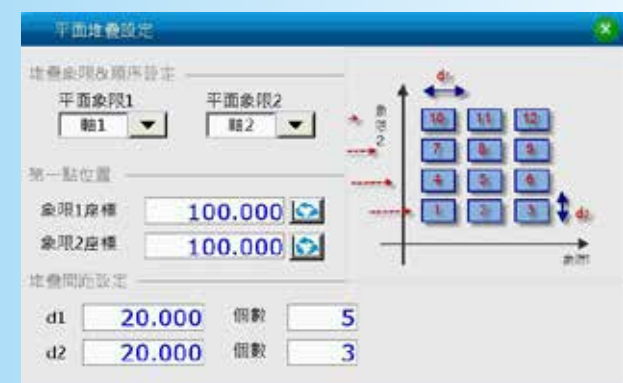 平面堆疊設定
堆疊象限&順序設定
平面象限1 平面象限2
軸1 軸2
第一點位置
象限1座標 100.000
象限2座標 100.000
堆疊間距設定
d1 20.000 個數 5
d2 20.000 個數 3
d1
象限2
10 11 12
7 8 9
4 5 6
1 2 3 d2
象限1